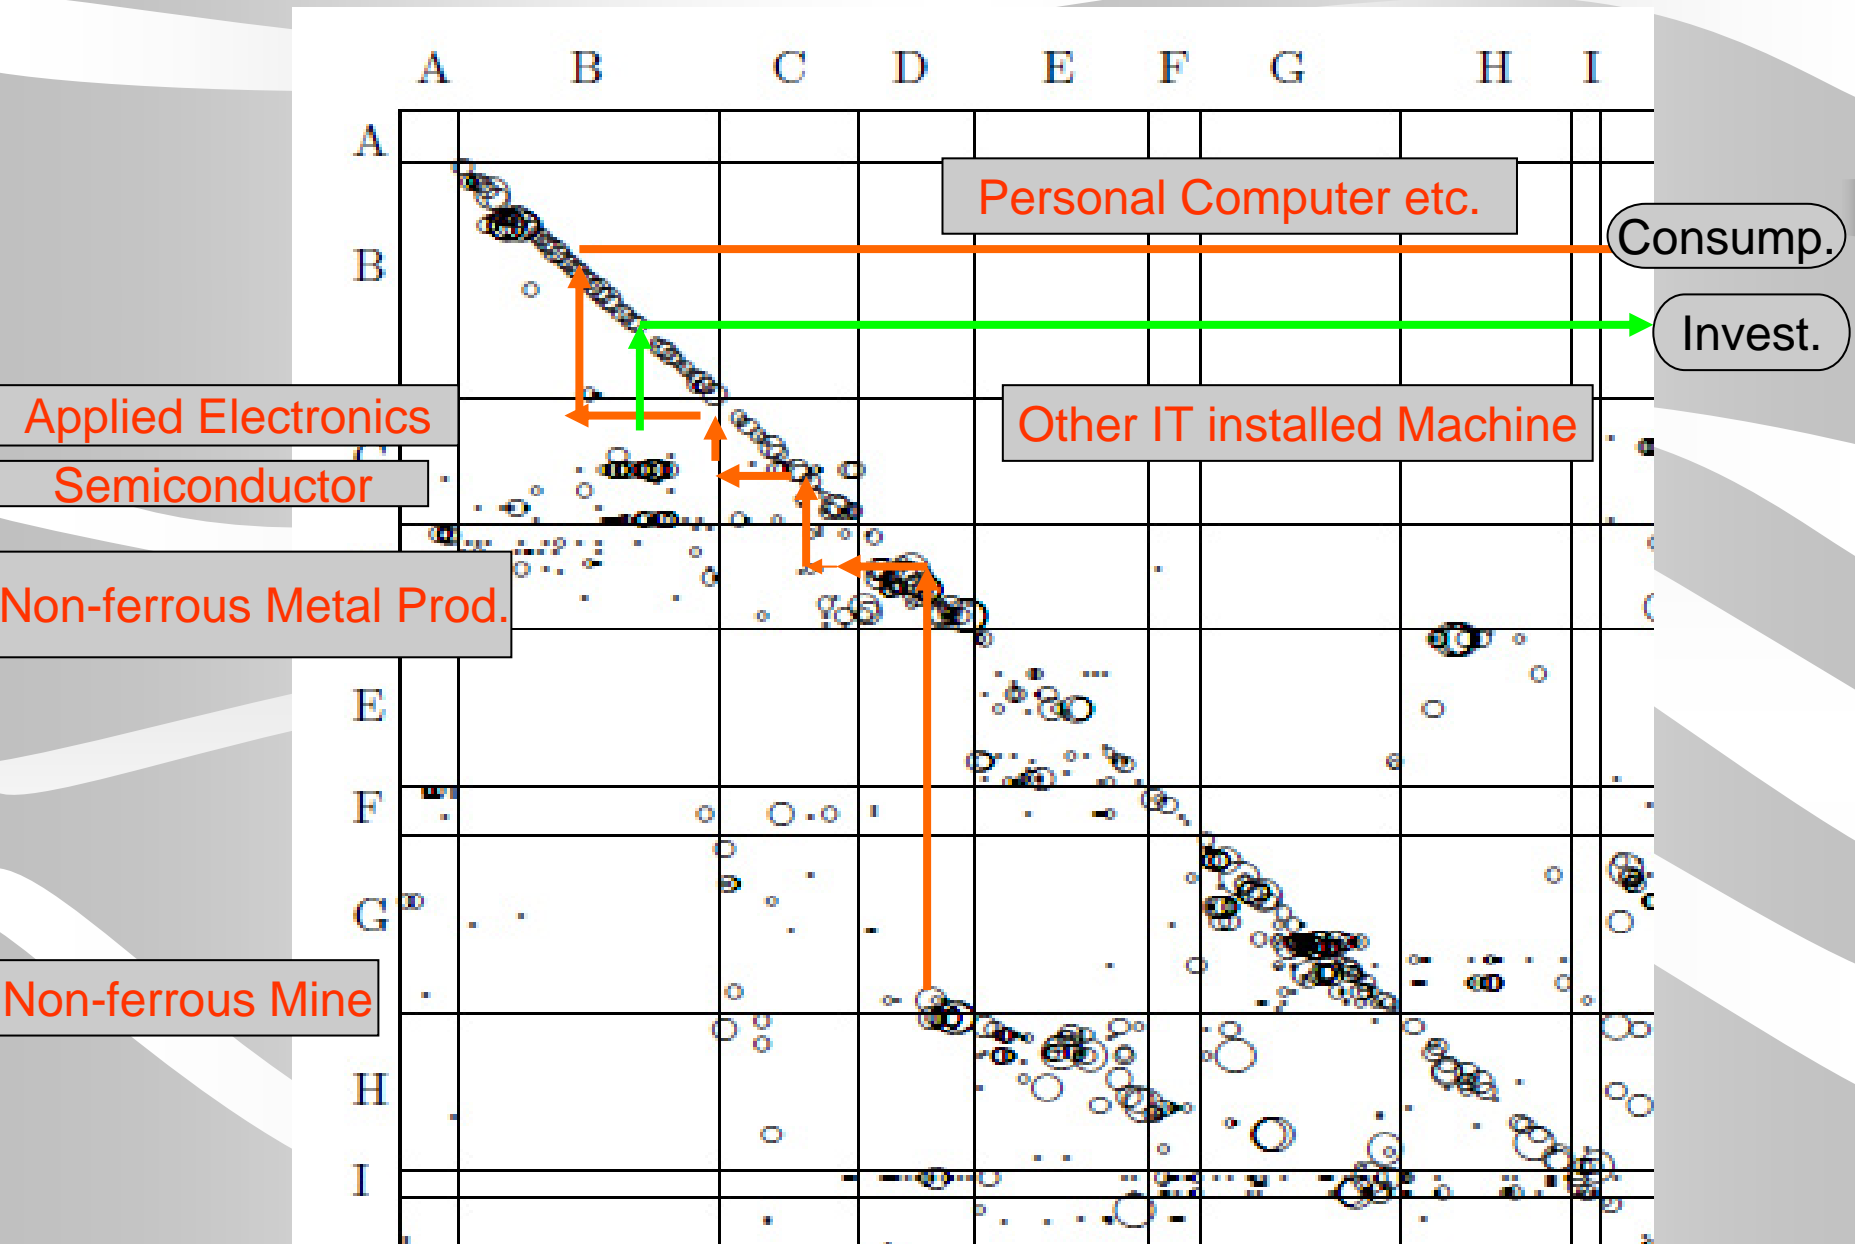 A B C D E F G H I
A
Personal Computer etc.
Consump.
B
Invest.
Applied Electronics
Other IT installed Machine
Semiconductor
Non-ferrous Metal Prod.
E
F
G
Non-ferrous Mine
H
I